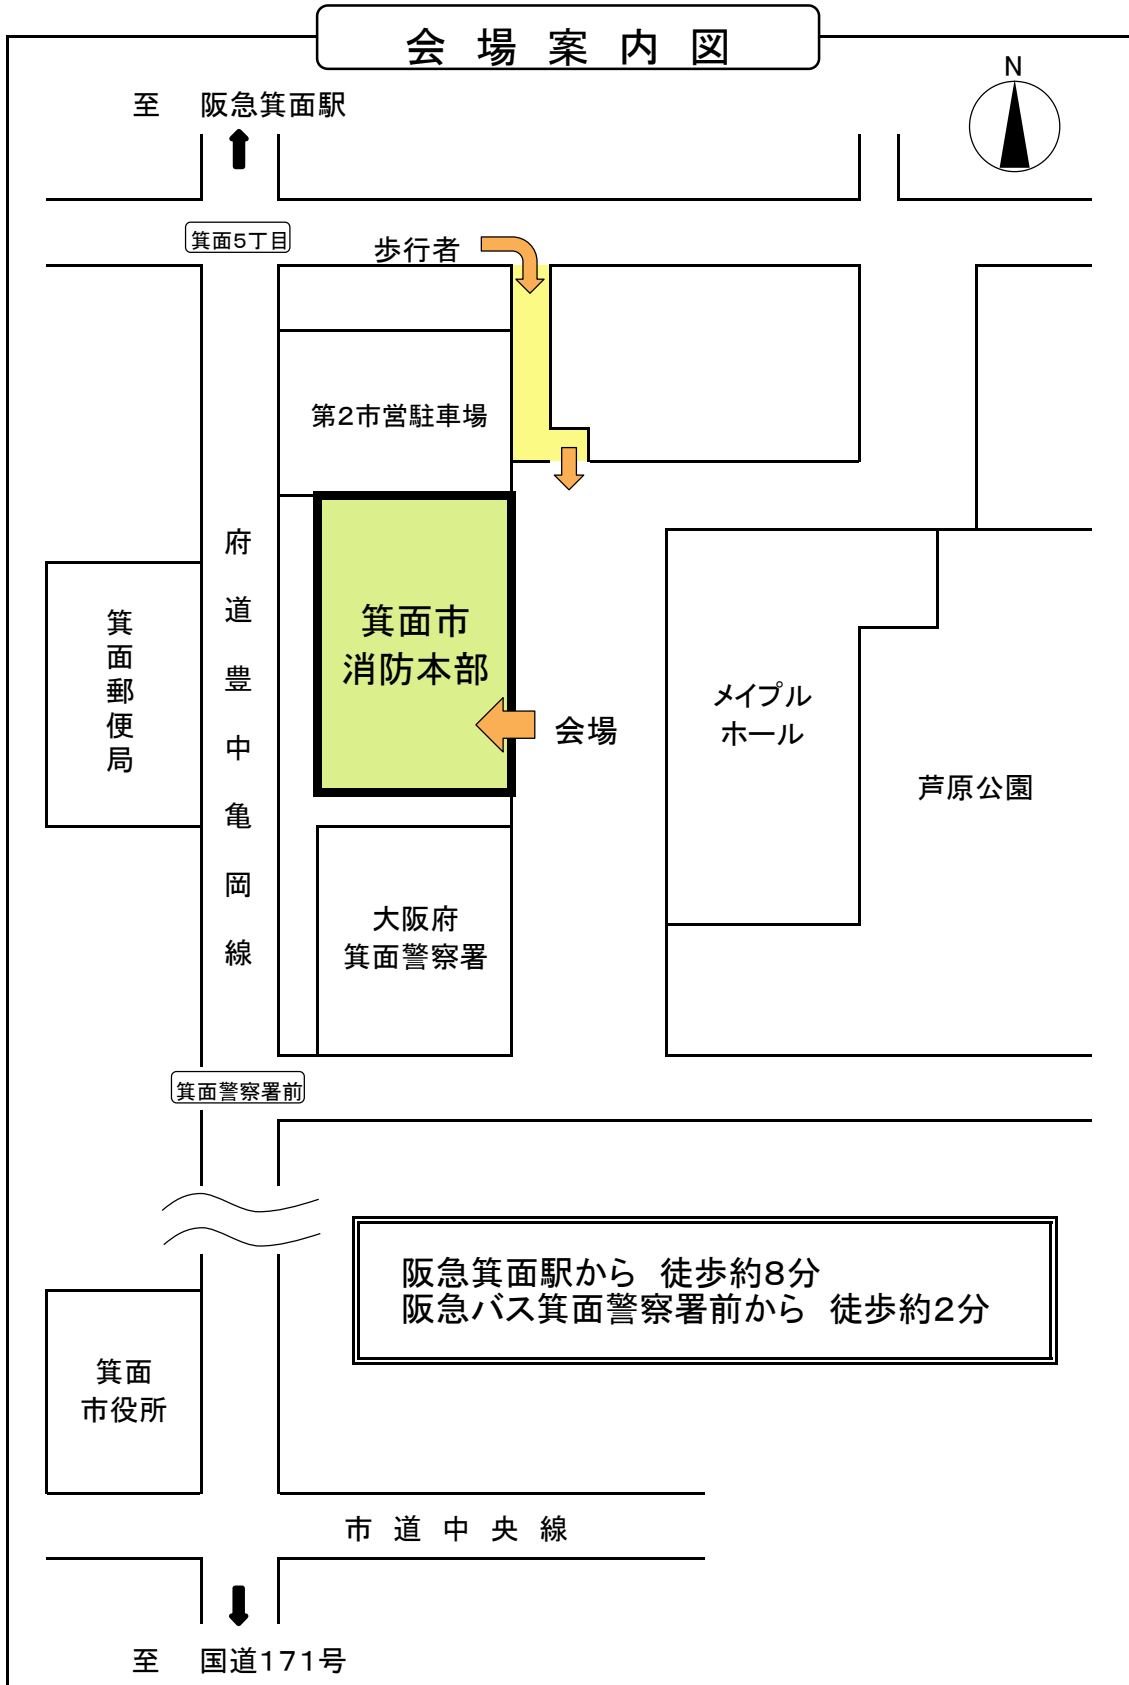 会場案内図
N
至　阪急箕面駅
箕面5丁目
歩行者
第2市営駐車場
府道豊中亀岡線
箕面市
消防本部
箕面郵便局
会場
メイプル
ホール
芦原公園
大阪府
箕面警察署
箕面警察署前
阪急箕面駅から　徒歩約8分
阪急バス箕面警察署前から　徒歩約2分
箕面
市役所
市道中央線
至　国道171号